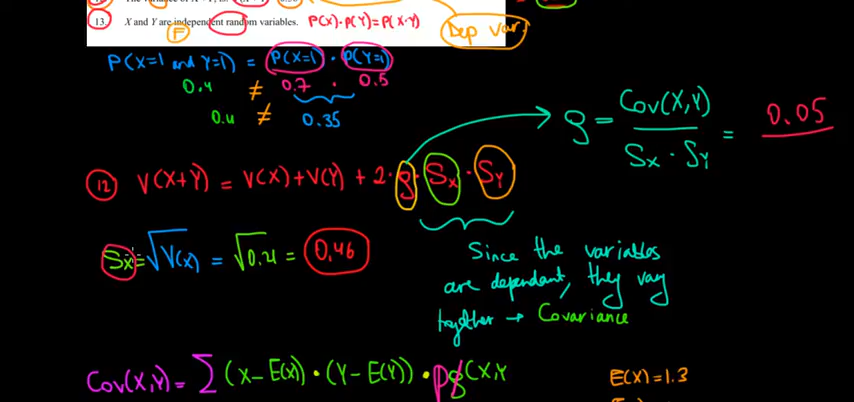 13. X and Y are independent random variables. P(X)·P(Y)=P(X·Y)
F
Dep var.
P(X=1 and Y=1) = P(X=1) · P(Y=1)
0.4 ≠ 0.7 · 0.5
0.4 ≠ 0.35
ρ = Cov(X,Y) / Sx · Sy = 0.05
12 V(X+Y) = V(X) + V(Y) + 2 · ρ · Sx · Sy
Sx = √V(x) = √0.21 = 0.46
Since the variables
are dependant, they vary
together → Covariance
Cov(X,Y) = ∑ (X - E(X)) · (Y - E(Y)) · p(X,Y
E(X) = 1.3